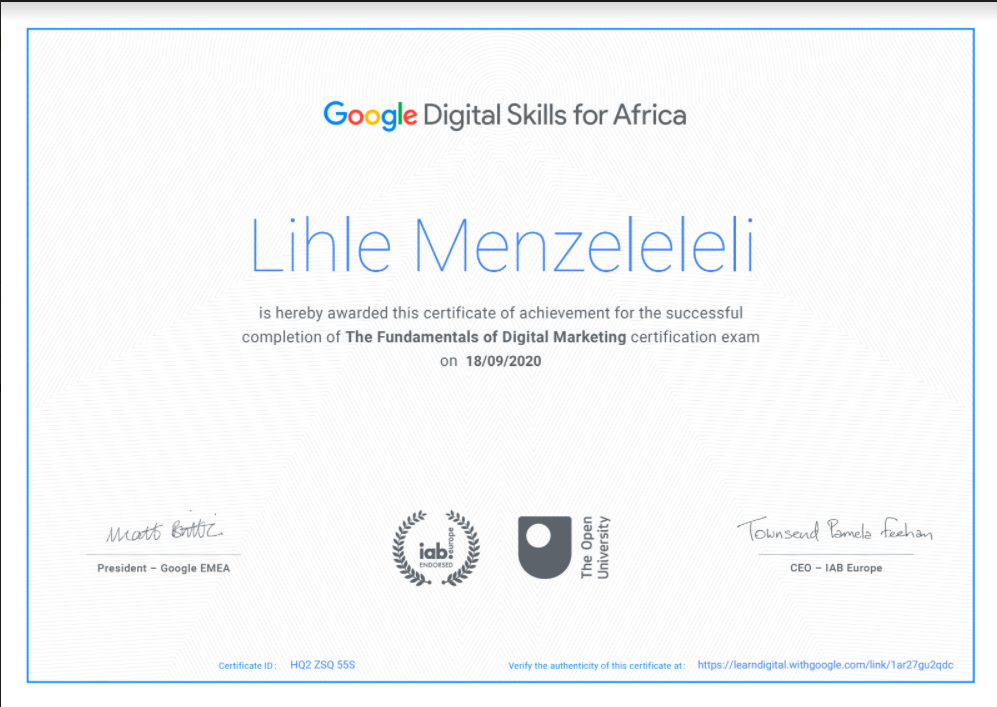 Google Digital Skills for Africa
Lihle Menzeleleli
is hereby awarded this certificate of achievement for the successful
completion of The Fundamentals of Digital Marketing certification exam
on 18/09/2020
Matt Brittin
President – Google EMEA
iab.
europe
ENDORSED
The Open
University
Townsend Pamela Feehan
CEO – IAB Europe
Certificate ID : HQ2 ZSQ 55S
Verify the authenticity of this certificate at : https://learndigital.withgoogle.com/link/1ar27gu2qdc